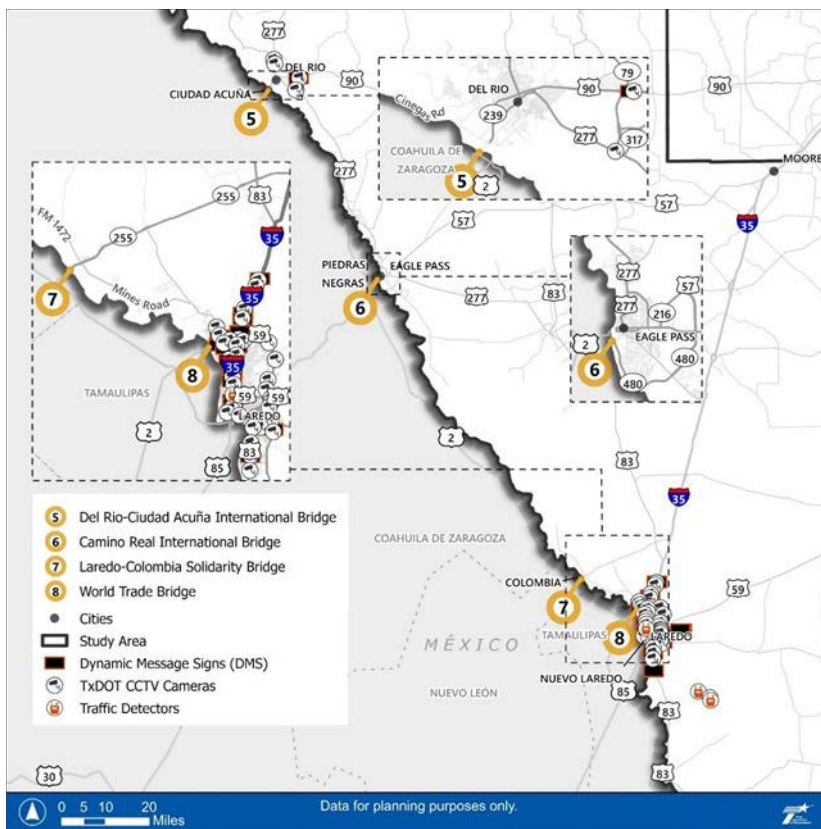 277
DEL RIO
90
CIUDAD ACUÑA
5
277
79
DEL RIO
90
Cinegas Rd
239
277
317
COAHUILA DE
ZARAGOZA
5
2
90
90
MOORE
57
57
35
255
83
FM 1472
255
35
7
Mines Road
35
59
8
35
TAMAULIPAS
59
59
LAREDO
2
83
85
PIEDRAS
NEGRAS
EAGLE PASS
6
277
83
277
57
277
216
2
EAGLE PASS
6
480
480
2
83
35
5 Del Rio-Ciudad Acuña International Bridge
6 Camino Real International Bridge
7 Laredo-Colombia Solidarity Bridge
8 World Trade Bridge
Cities
Study Area
Dynamic Message Signs (DMS)
TxDOT CCTV Cameras
Traffic Detectors
COAHUILA DE ZARAGOZA
COLOMBIA
7
59
TAMAULIPAS
8
LAREDO
MÉXICO
NUEVO LAREDO
NUEVO LEÓN
85
83
83
30
0 5 10 20
Miles
Data for planning purposes only.